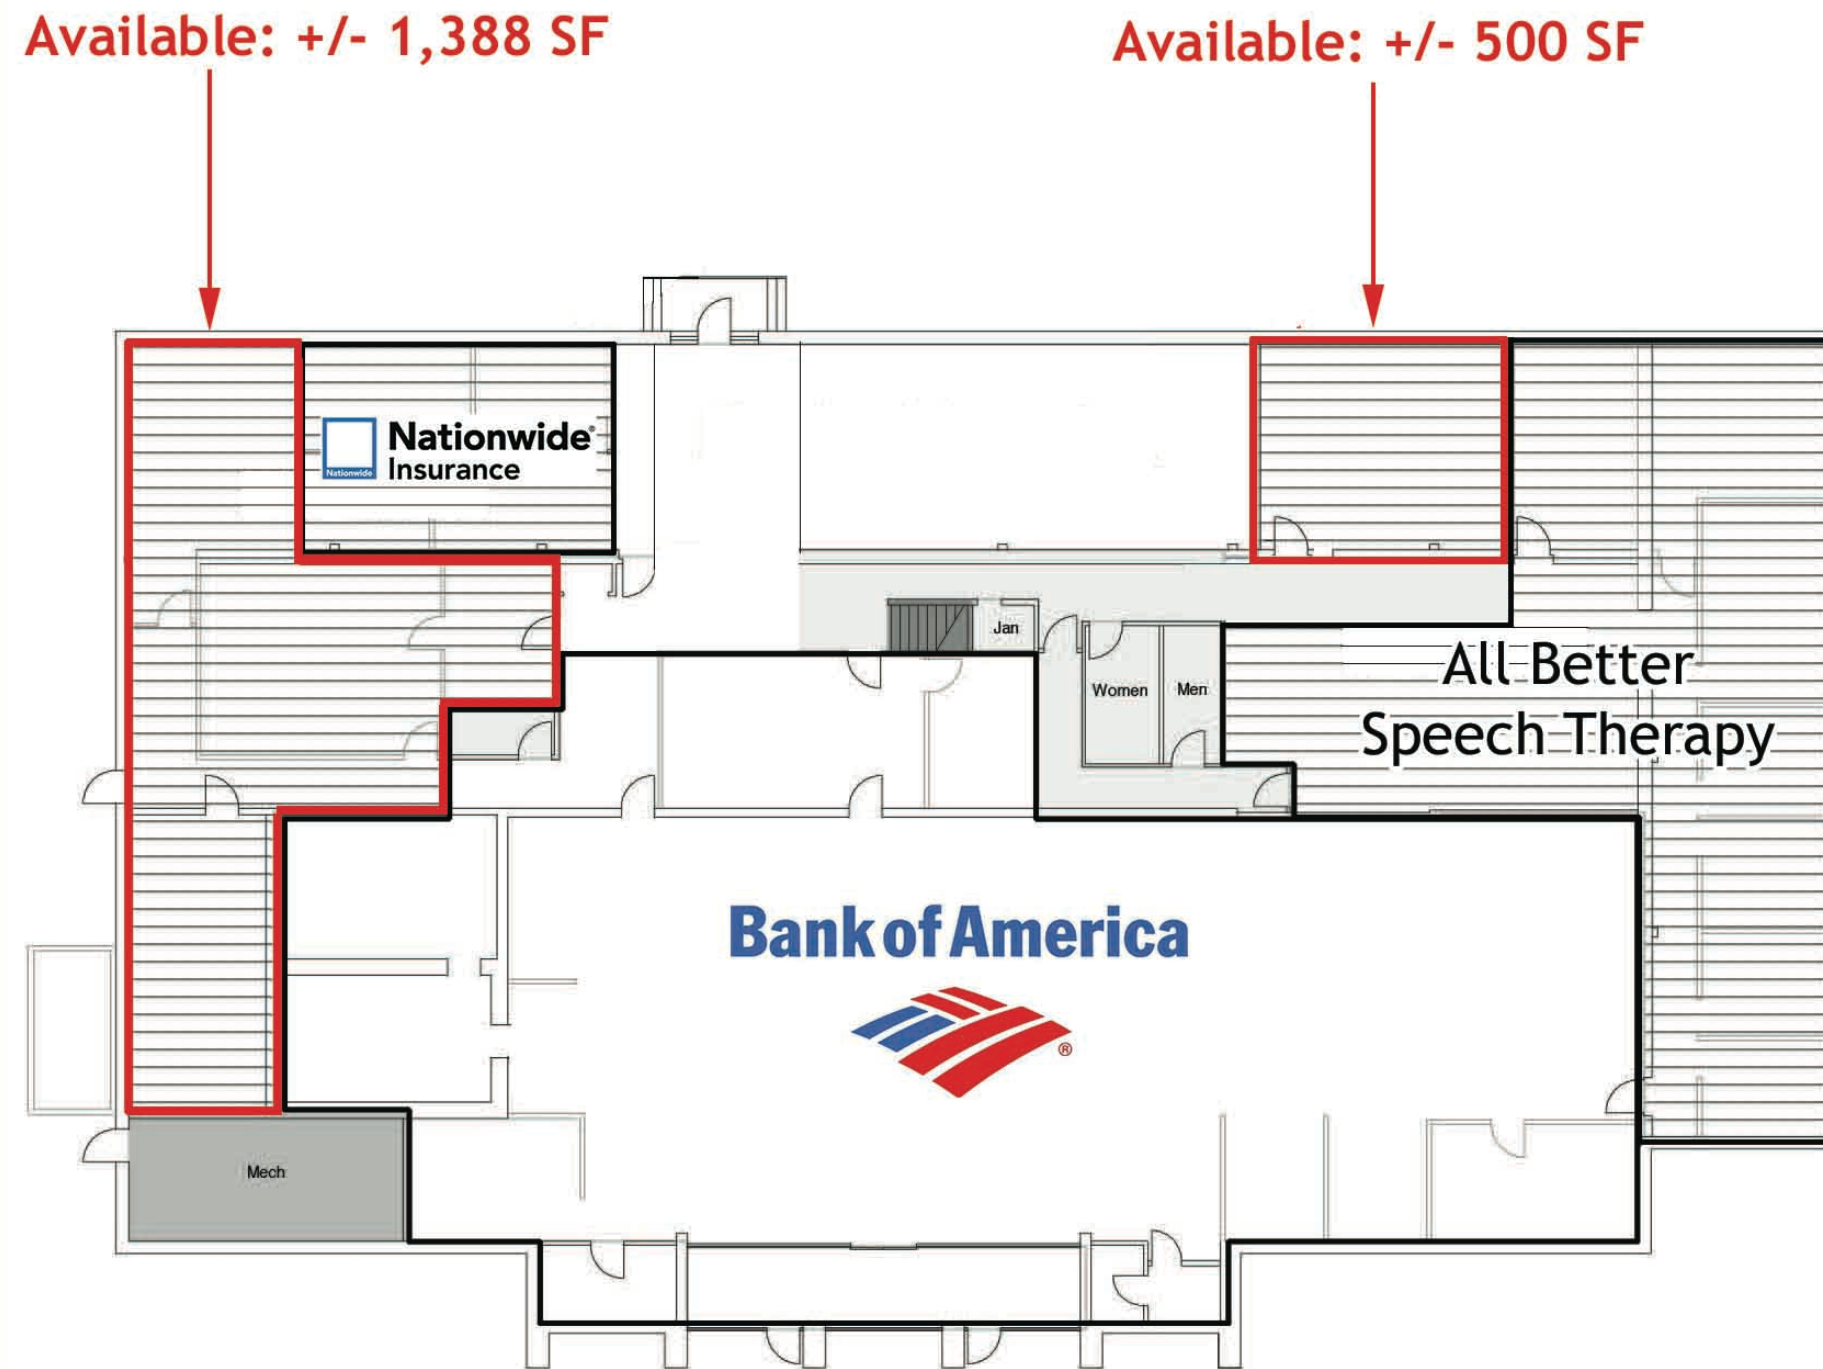 Available: +/- 1,388 SF
Available: +/- 500 SF
Nationwide®
Insurance
Nationwide
Jan
Women
Men
All Better
Speech Therapy
Bank of America
®
Mech